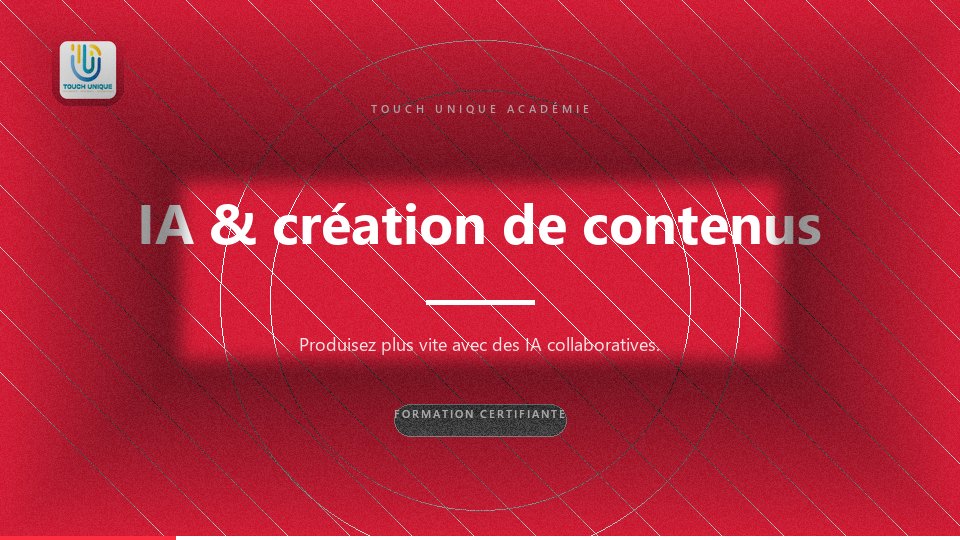 TOUCH UNIQUE
TOUCH UNIQUE ACADÉMIE
IA & création de contenus
Produisez plus vite avec des IA collaboratives.
FORMATION CERTIFIANTE